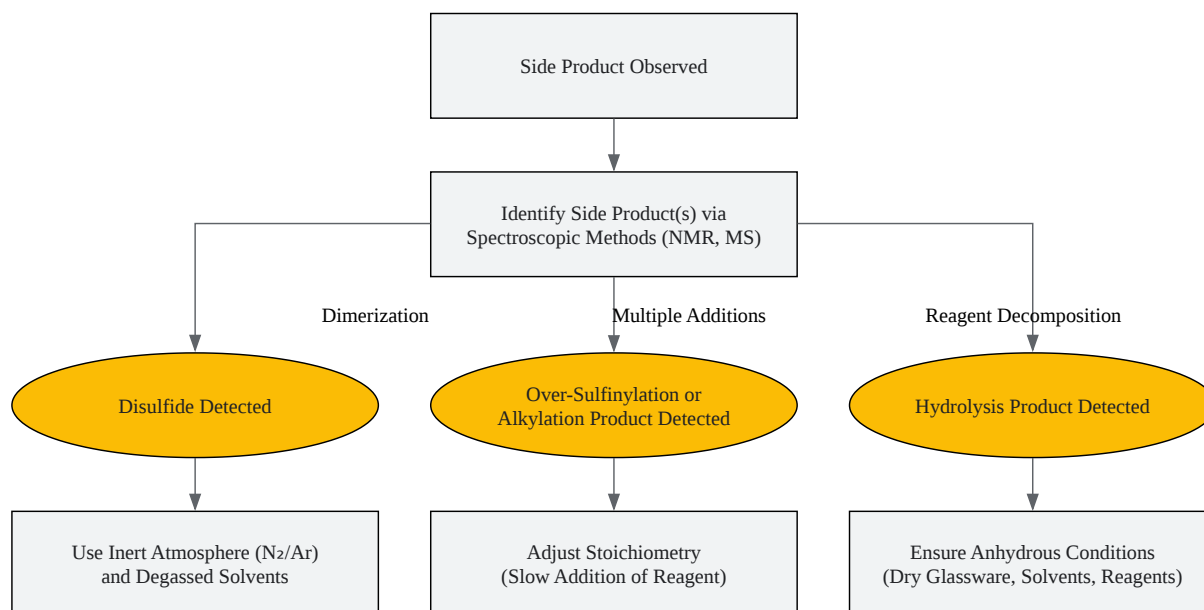 Side Product Observed
Identify Side Product(s) via
Spectroscopic Methods (NMR, MS)
Dimerization
Multiple Additions
Reagent Decomposition
Disulfide Detected
Over-Sulfinylation or
Alkylation Product Detected
Hydrolysis Product Detected
Use Inert Atmosphere (N₂/Ar)
and Degassed Solvents
Adjust Stoichiometry
(Slow Addition of Reagent)
Ensure Anhydrous Conditions
(Dry Glassware, Solvents, Reagents)